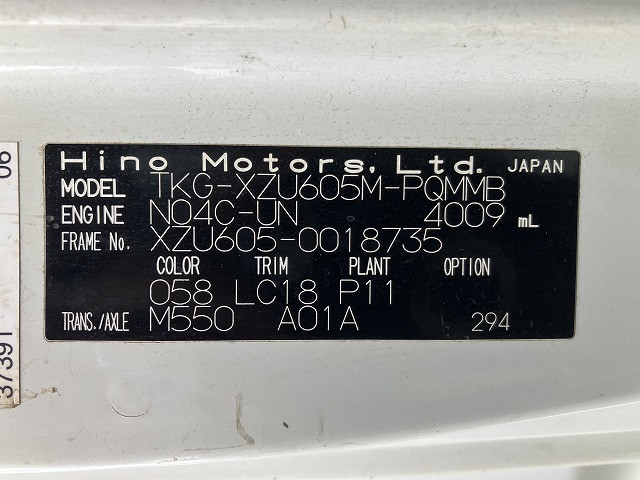 Hino Motors, Ltd. JAPAN
MODEL TKG-XZU605M-PQMMB
ENGINE N04C-UN 4009 mL
FRAME No. XZU605-0018735
COLOR TRIM PLANT OPTION
058 LC18 P11
TRANS./AXLE M550 A01A 294
37391